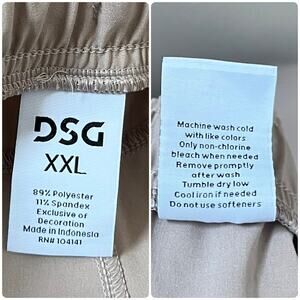 DSG
XXL
89% Polyester
11% Spandex
Exclusive of
Decoration
Made in Indonesia
RN# 104141
Machine wash cold
with like colors
Only non-chlorine
bleach when needed
Remove promptly
after wash
Tumble dry low
Cool iron if needed
Do not use softeners